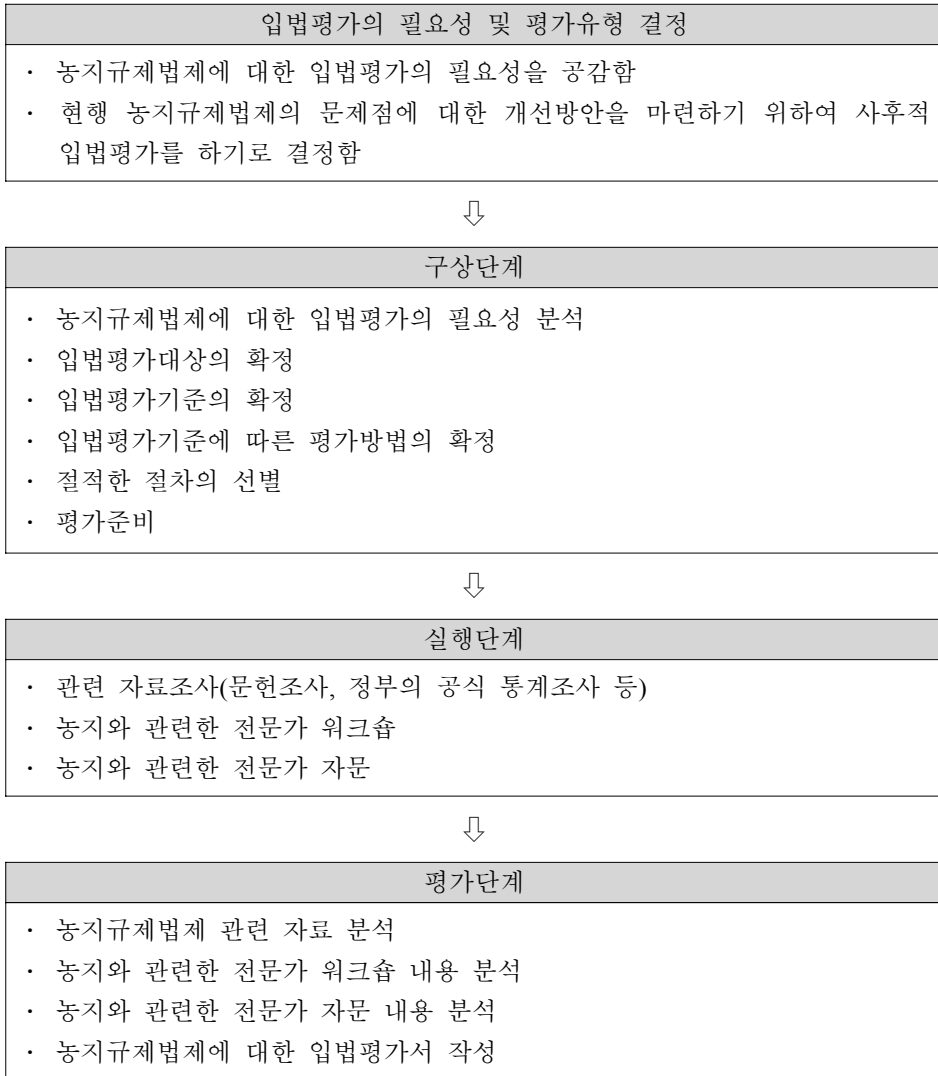 입법평가의 필요성 및 평가유형 결정
· 농지규제법제에 대한 입법평가의 필요성을 공감함
· 현행 농지규제법제의 문제점에 대한 개선방안을 마련하기 위하여 사후적
입법평가를 하기로 결정함
⇩
구상단계
· 농지규제법제에 대한 입법평가의 필요성 분석
· 입법평가대상의 확정
· 입법평가기준의 확정
· 입법평가기준에 따른 평가방법의 확정
· 절적한 절차의 선별
· 평가준비
⇩
실행단계
· 관련 자료조사(문헌조사, 정부의 공식 통계조사 등)
· 농지와 관련한 전문가 워크숍
· 농지와 관련한 전문가 자문
⇩
평가단계
· 농지규제법제 관련 자료 분석
· 농지와 관련한 전문가 워크숍 내용 분석
· 농지와 관련한 전문가 자문 내용 분석
· 농지규제법제에 대한 입법평가서 작성